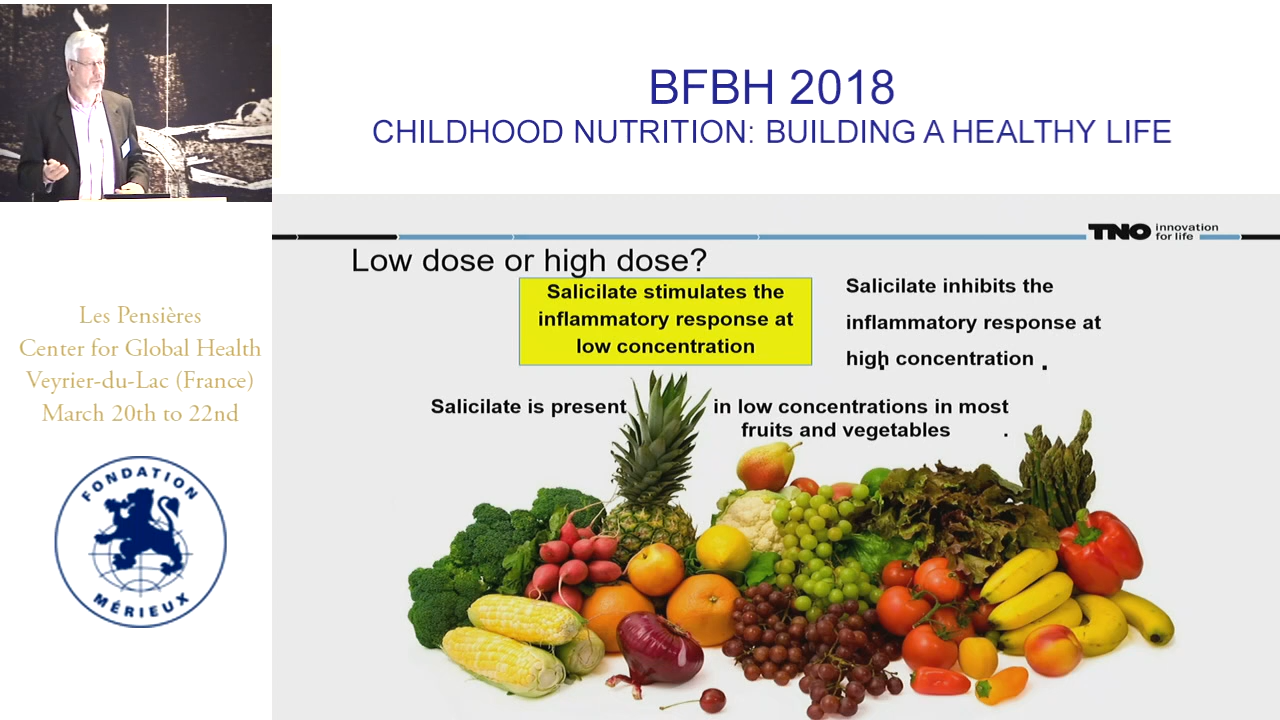 BFBH 2018
CHILDHOOD NUTRITION: BUILDING A HEALTHY LIFE
TNO innovation
for life
Low dose or high dose?
Salicilate stimulates the
inflammatory response at
low concentration
Salicilate inhibits the
inflammatory response at
high concentration .
Salicilate is present in low concentrations in most
fruits and vegetables .
Les Pensières
Center for Global Health
Veyrier-du-Lac (France)
March 20th to 22nd
FONDATION
MÉRIEUX